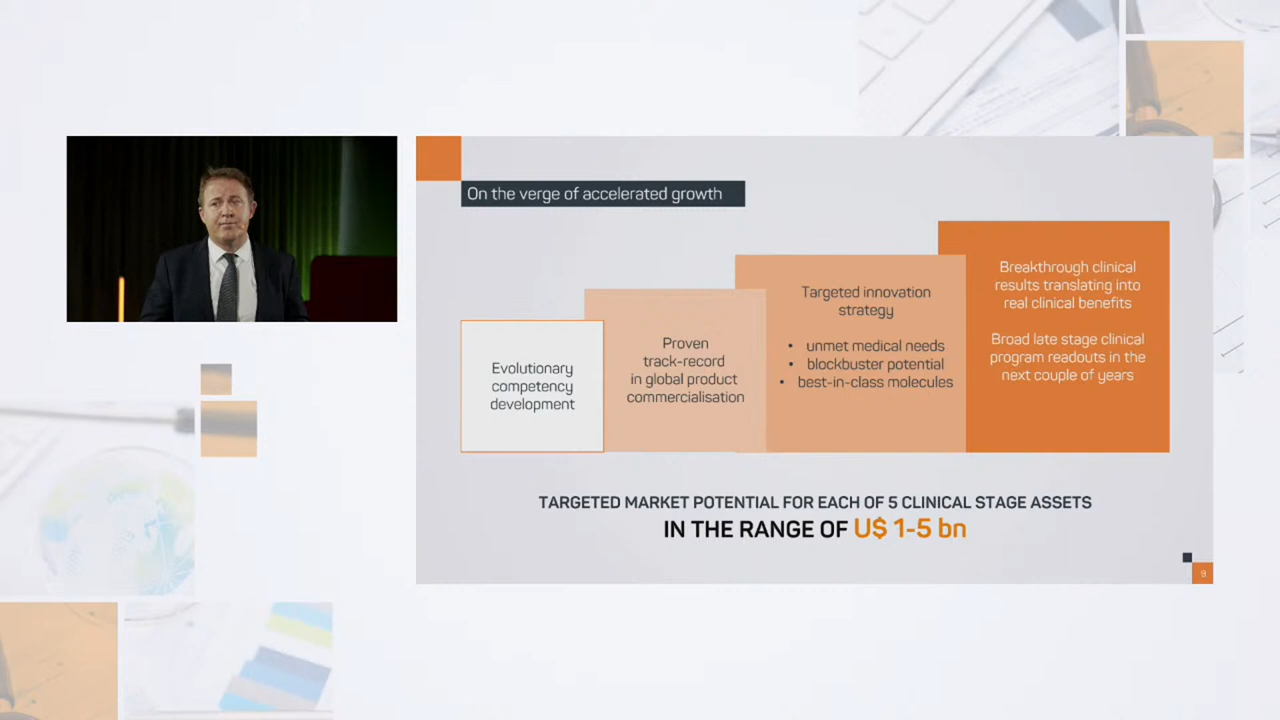 On the verge of accelerated growth
Evolutionary
competency
development
Proven
track-record
in global product
commercialisation
Targeted innovation
strategy
• unmet medical needs
• blockbuster potential
• best-in-class molecules
Breakthrough clinical
results translating into
real clinical benefits
Broad late stage clinical
program readouts in the
next couple of years
TARGETED MARKET POTENTIAL FOR EACH OF 5 CLINICAL STAGE ASSETS
IN THE RANGE OF U$ 1-5 bn
9